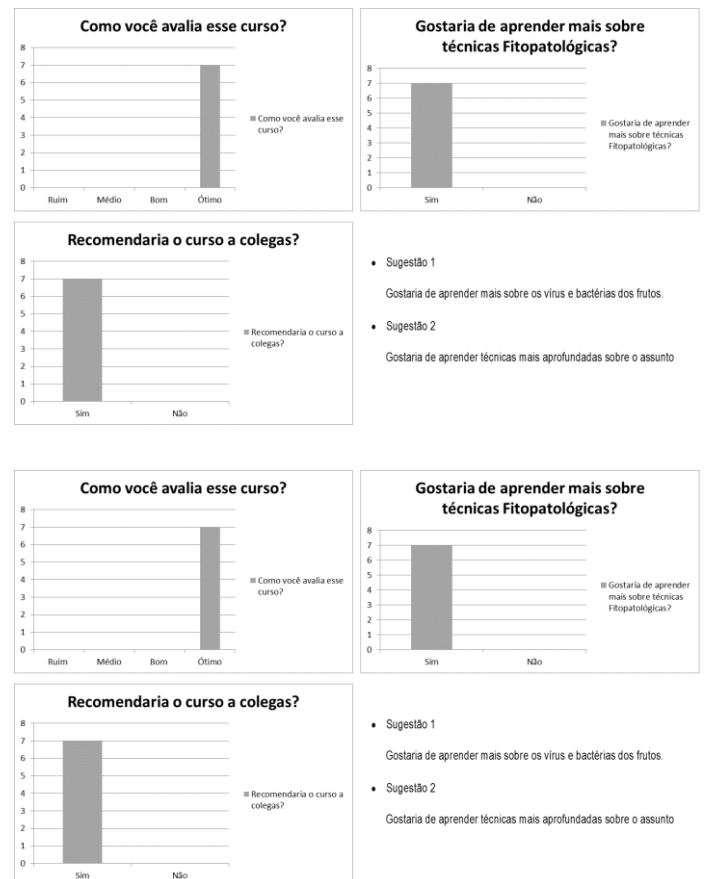 Como você avalia esse curso?
8
7
6
5
4
3
2
1
0
Ruim Médio Bom Ótimo
Como você avalia esse
curso?
Gostaria de aprender mais sobre
técnicas Fitopatológicas?
8
7
6
5
4
3
2
1
0
Sim Não
Gostaria de aprender
mais sobre técnicas
Fitopatológicas?
Recomendaria o curso a colegas?
8
7
6
5
4
3
2
1
0
Sim Não
Recomendaria o curso a
colegas?
• Sugestão 1
Gostaria de aprender mais sobre os vírus e bactérias dos frutos.
• Sugestão 2
Gostaria de aprender técnicas mais aprofundadas sobre o assunto
Como você avalia esse curso?
8
7
6
5
4
3
2
1
0
Ruim Médio Bom Ótimo
Como você avalia esse
curso?
Gostaria de aprender mais sobre
técnicas Fitopatológicas?
8
7
6
5
4
3
2
1
0
Sim Não
Gostaria de aprender
mais sobre técnicas
Fitopatológicas?
Recomendaria o curso a colegas?
8
7
6
5
4
3
2
1
0
Sim Não
Recomendaria o curso a
colegas?
• Sugestão 1
Gostaria de aprender mais sobre os vírus e bactérias dos frutos.
• Sugestão 2
Gostaria de aprender técnicas mais aprofundadas sobre o assunto